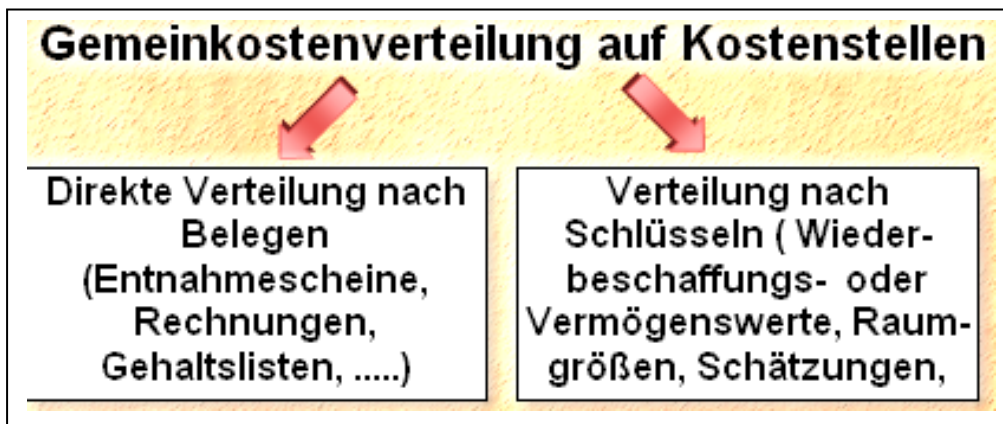 Gemeinkostenverteilung auf Kostenstellen
Direkte Verteilung nach
Belegen
(Entnahmescheine,
Rechnungen,
Gehaltslisten, .....)
Verteilung nach
Schlüsseln ( Wieder-
beschaffungs- oder
Vermögenswerte, Raum-
größen, Schätzungen,